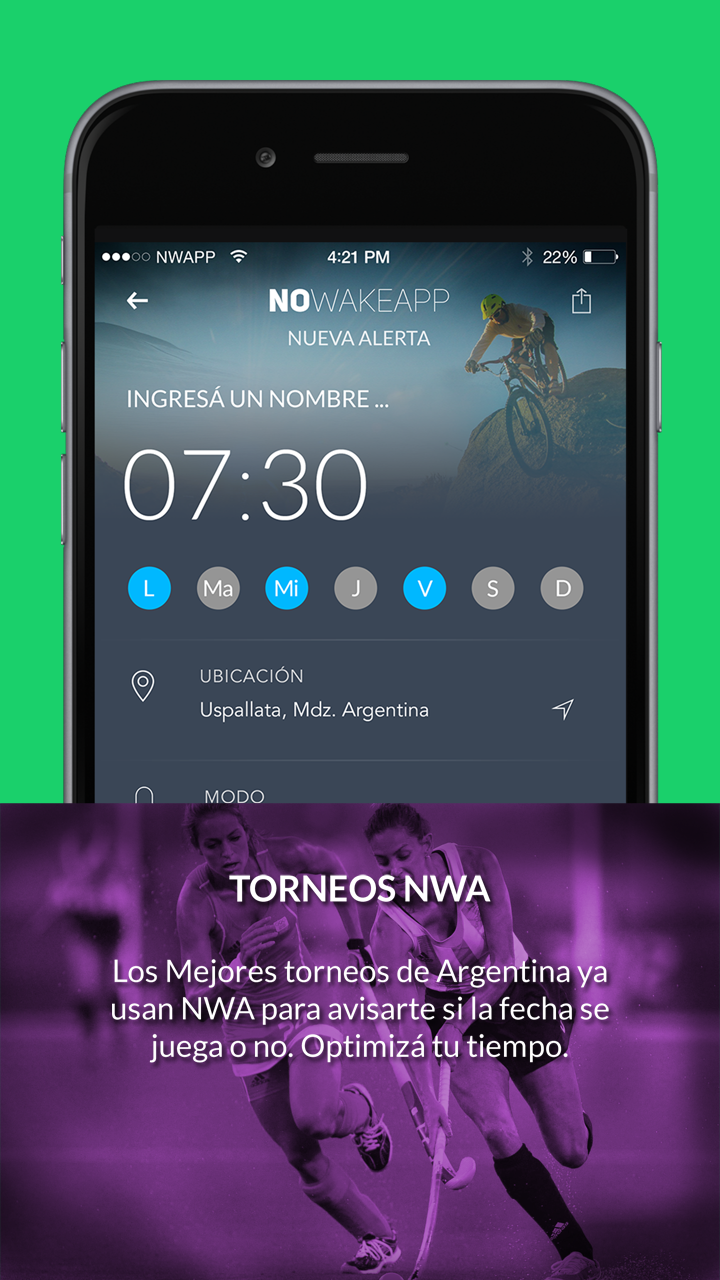 NWAPP 4:21 PM 22%
NOWAKEAPP
NUEVA ALERTA
INGRESÁ UN NOMBRE ...
07:30
L Ma Mi J V S D
UBICACIÓN
Uspallata, Mdz. Argentina
MODO
TORNEOS NWA
Los Mejores torneos de Argentina ya
usan NWA para avisarte si la fecha se
juega o no. Optimizá tu tiempo.